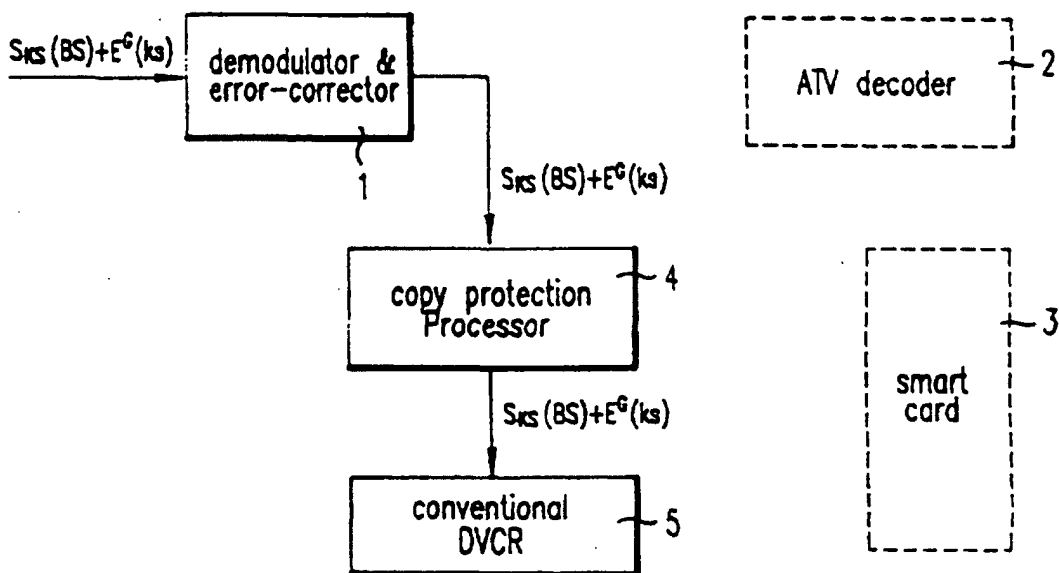 S_KS(BS)+E^G(ks)
demodulator &
error-corrector
1
ATV decoder
2
S_KS(BS)+E^G(ks)
copy protection
Processor
4
smart
card
3
S_KS(BS)+E^G(ks)
conventional
DVCR
5